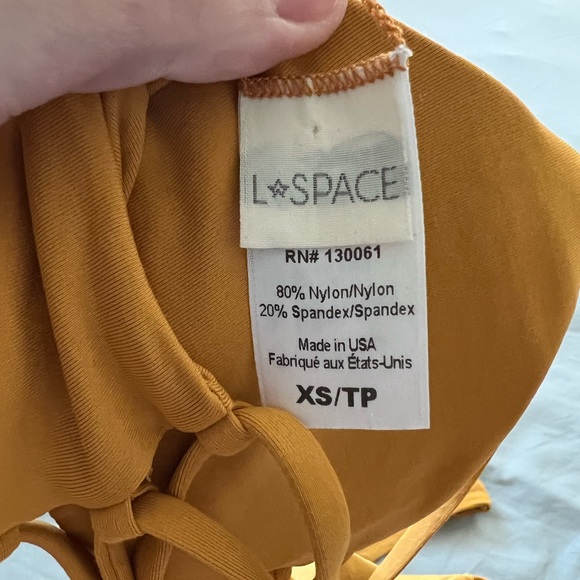 L*SPACE
RN# 130061
80% Nylon/Nylon
20% Spandex/Spandex
Made in USA
Fabriqué aux États-Unis
XS/TP